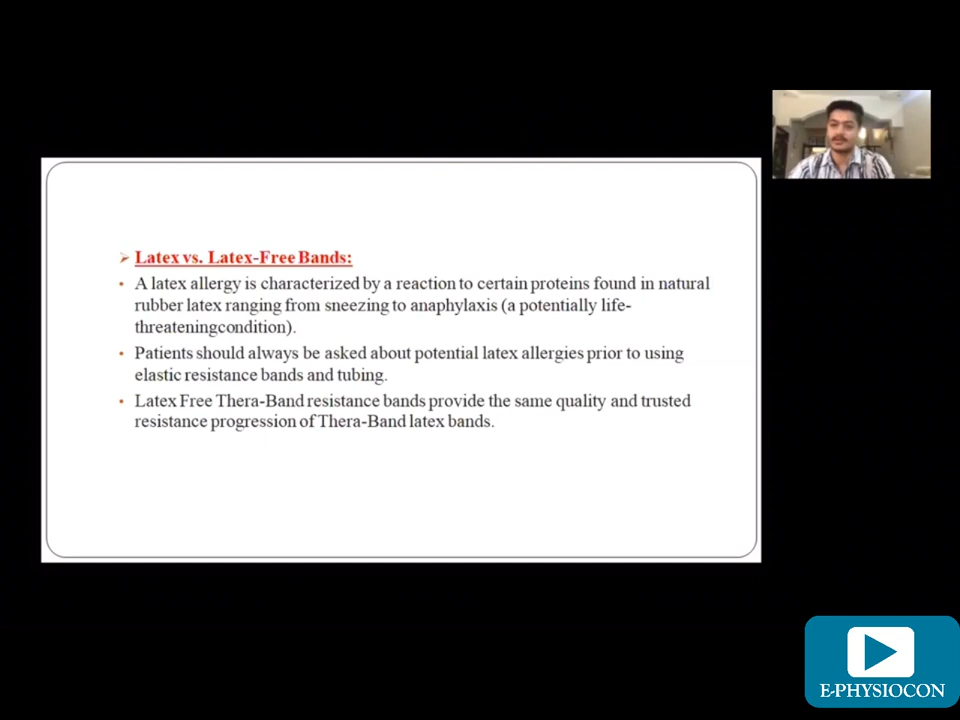 Latex vs. Latex-Free Bands:
A latex allergy is characterized by a reaction to certain proteins found in natural
rubber latex ranging from sneezing to anaphylaxis (a potentially life-
threateningcondition).
Patients should always be asked about potential latex allergies prior to using
elastic resistance bands and tubing.
Latex Free Thera-Band resistance bands provide the same quality and trusted
resistance progression of Thera-Band latex bands.
E-PHYSIOCON